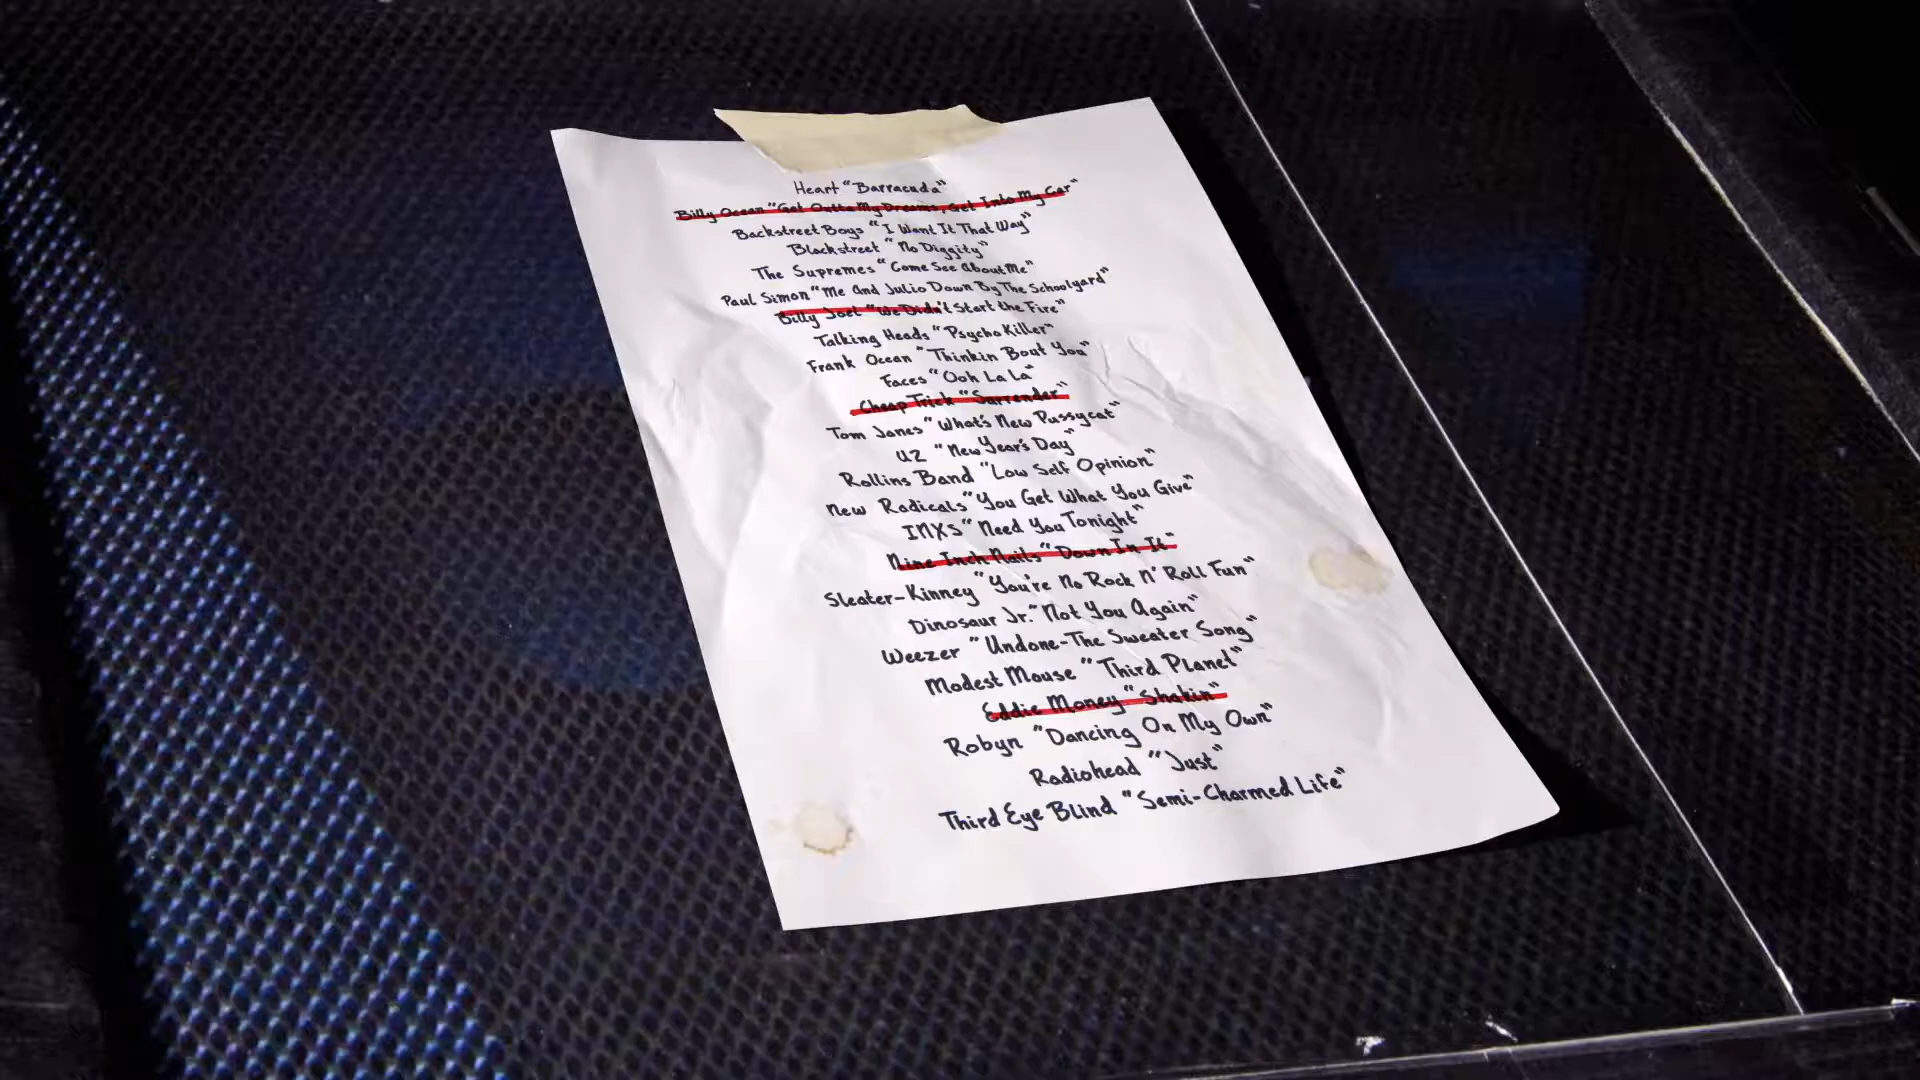 Heart "Barracuda"
Billy Ocean "Get Outta My Dreams, Get Into My Car"
Backstreet Boys "I Want It That Way"
Blackstreet "No Diggity"
The Supremes "Come See About Me"
Paul Simon "Me And Julio Down By The Schoolyard"
Billy Joel "We Didn't Start the Fire"
Talking Heads "Psycho Killer"
Frank Ocean "Thinkin Bout You"
Faces "Ooh La La"
Cheap Trick "Surrender"
Tom Jones "What's New Pussycat"
U2 "New Year's Day"
Rollins Band "Low Self Opinion"
New Radicals "You Get What You Give"
INXS "Need You Tonight"
Nine Inch Nails "Down In It"
Sleater-Kinney "You're No Rock N' Roll Fun"
Dinosaur Jr. "Not You Again"
Weezer "Undone-The Sweater Song"
Modest Mouse "Third Planet"
Eddie Money "Shakin"
Robyn "Dancing On My Own"
Radiohead "Just"
Third Eye Blind "Semi-Charmed Life"